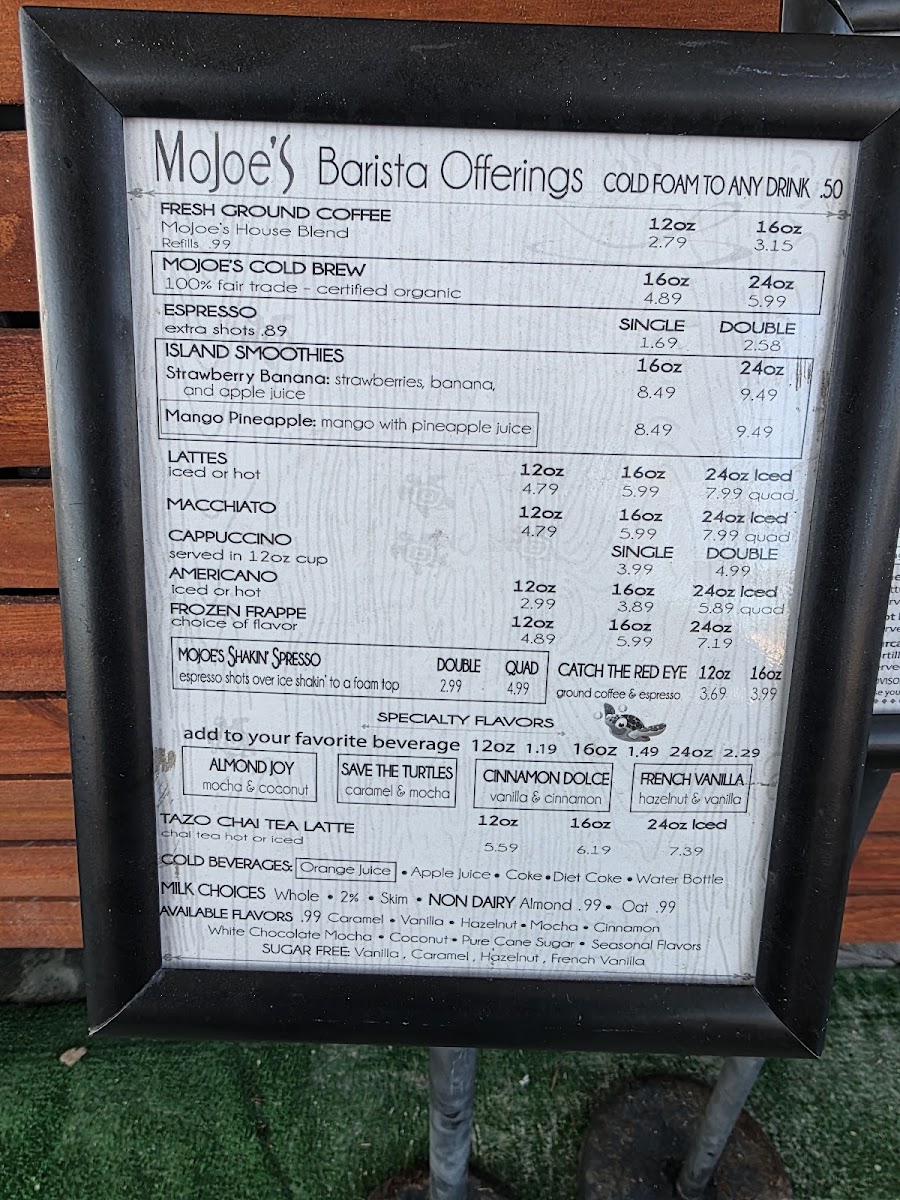 MoJoe's Barista Offerings COLD FOAM TO ANY DRINK .50
FRESH GROUND COFFEE 12oz 16oz
MoJoe's House Blend 2.79 3.15
Refills .99
MOJOE'S COLD BREW 16oz 24oz
100% fair trade - certified organic 4.89 5.99
ESPRESSO SINGLE DOUBLE
extra shots .89 1.69 2.58
ISLAND SMOOTHIES 16oz 24oz
Strawberry Banana: strawberries, banana,
and apple juice 8.49 9.49
Mango Pineapple: mango with pineapple juice 8.49 9.49
LATTES 12oz 16oz 24oz Iced
iced or hot 4.79 5.99 7.99 quad
MACCHIATO 12oz 16oz 24oz Iced
4.79 5.99 7.99 quad
CAPPUCCINO SINGLE DOUBLE
served in 12oz cup 3.99 4.99
AMERICANO 12oz 16oz 24oz Iced
iced or hot 2.99 3.89 5.89 quad
FROZEN FRAPPE 12oz 16oz 24oz
choice of flavor 4.89 5.99 7.19
MOJOE'S SHAKIN' SPRESSO DOUBLE QUAD
espresso shots over ice shakin' to a foam top 2.99 4.99
CATCH THE RED EYE 12oz 16oz
ground coffee & espresso 3.69 3.99
SPECIALTY FLAVORS
add to your favorite beverage 12oz 1.19 16oz 1.49 24oz 2.29
ALMOND JOY SAVE THE TURTLES CINNAMON DOLCE FRENCH VANILLA
mocha & coconut caramel & mocha vanilla & cinnamon hazelnut & vanilla
TAZO CHAI TEA LATTE 12oz 16oz 24oz Iced
chai tea hot or iced 5.59 6.19 7.39
COLD BEVERAGES: Orange Juice • Apple Juice • Coke • Diet Coke • Water Bottle
MILK CHOICES Whole • 2% • Skim • NON DAIRY Almond .99 • Oat .99
AVAILABLE FLAVORS .99 Caramel • Vanilla • Hazelnut • Mocha • Cinnamon
White Chocolate Mocha • Coconut • Pure Cane Sugar • Seasonal Flavors
SUGAR FREE: Vanilla , Caramel , Hazelnut , French Vanilla